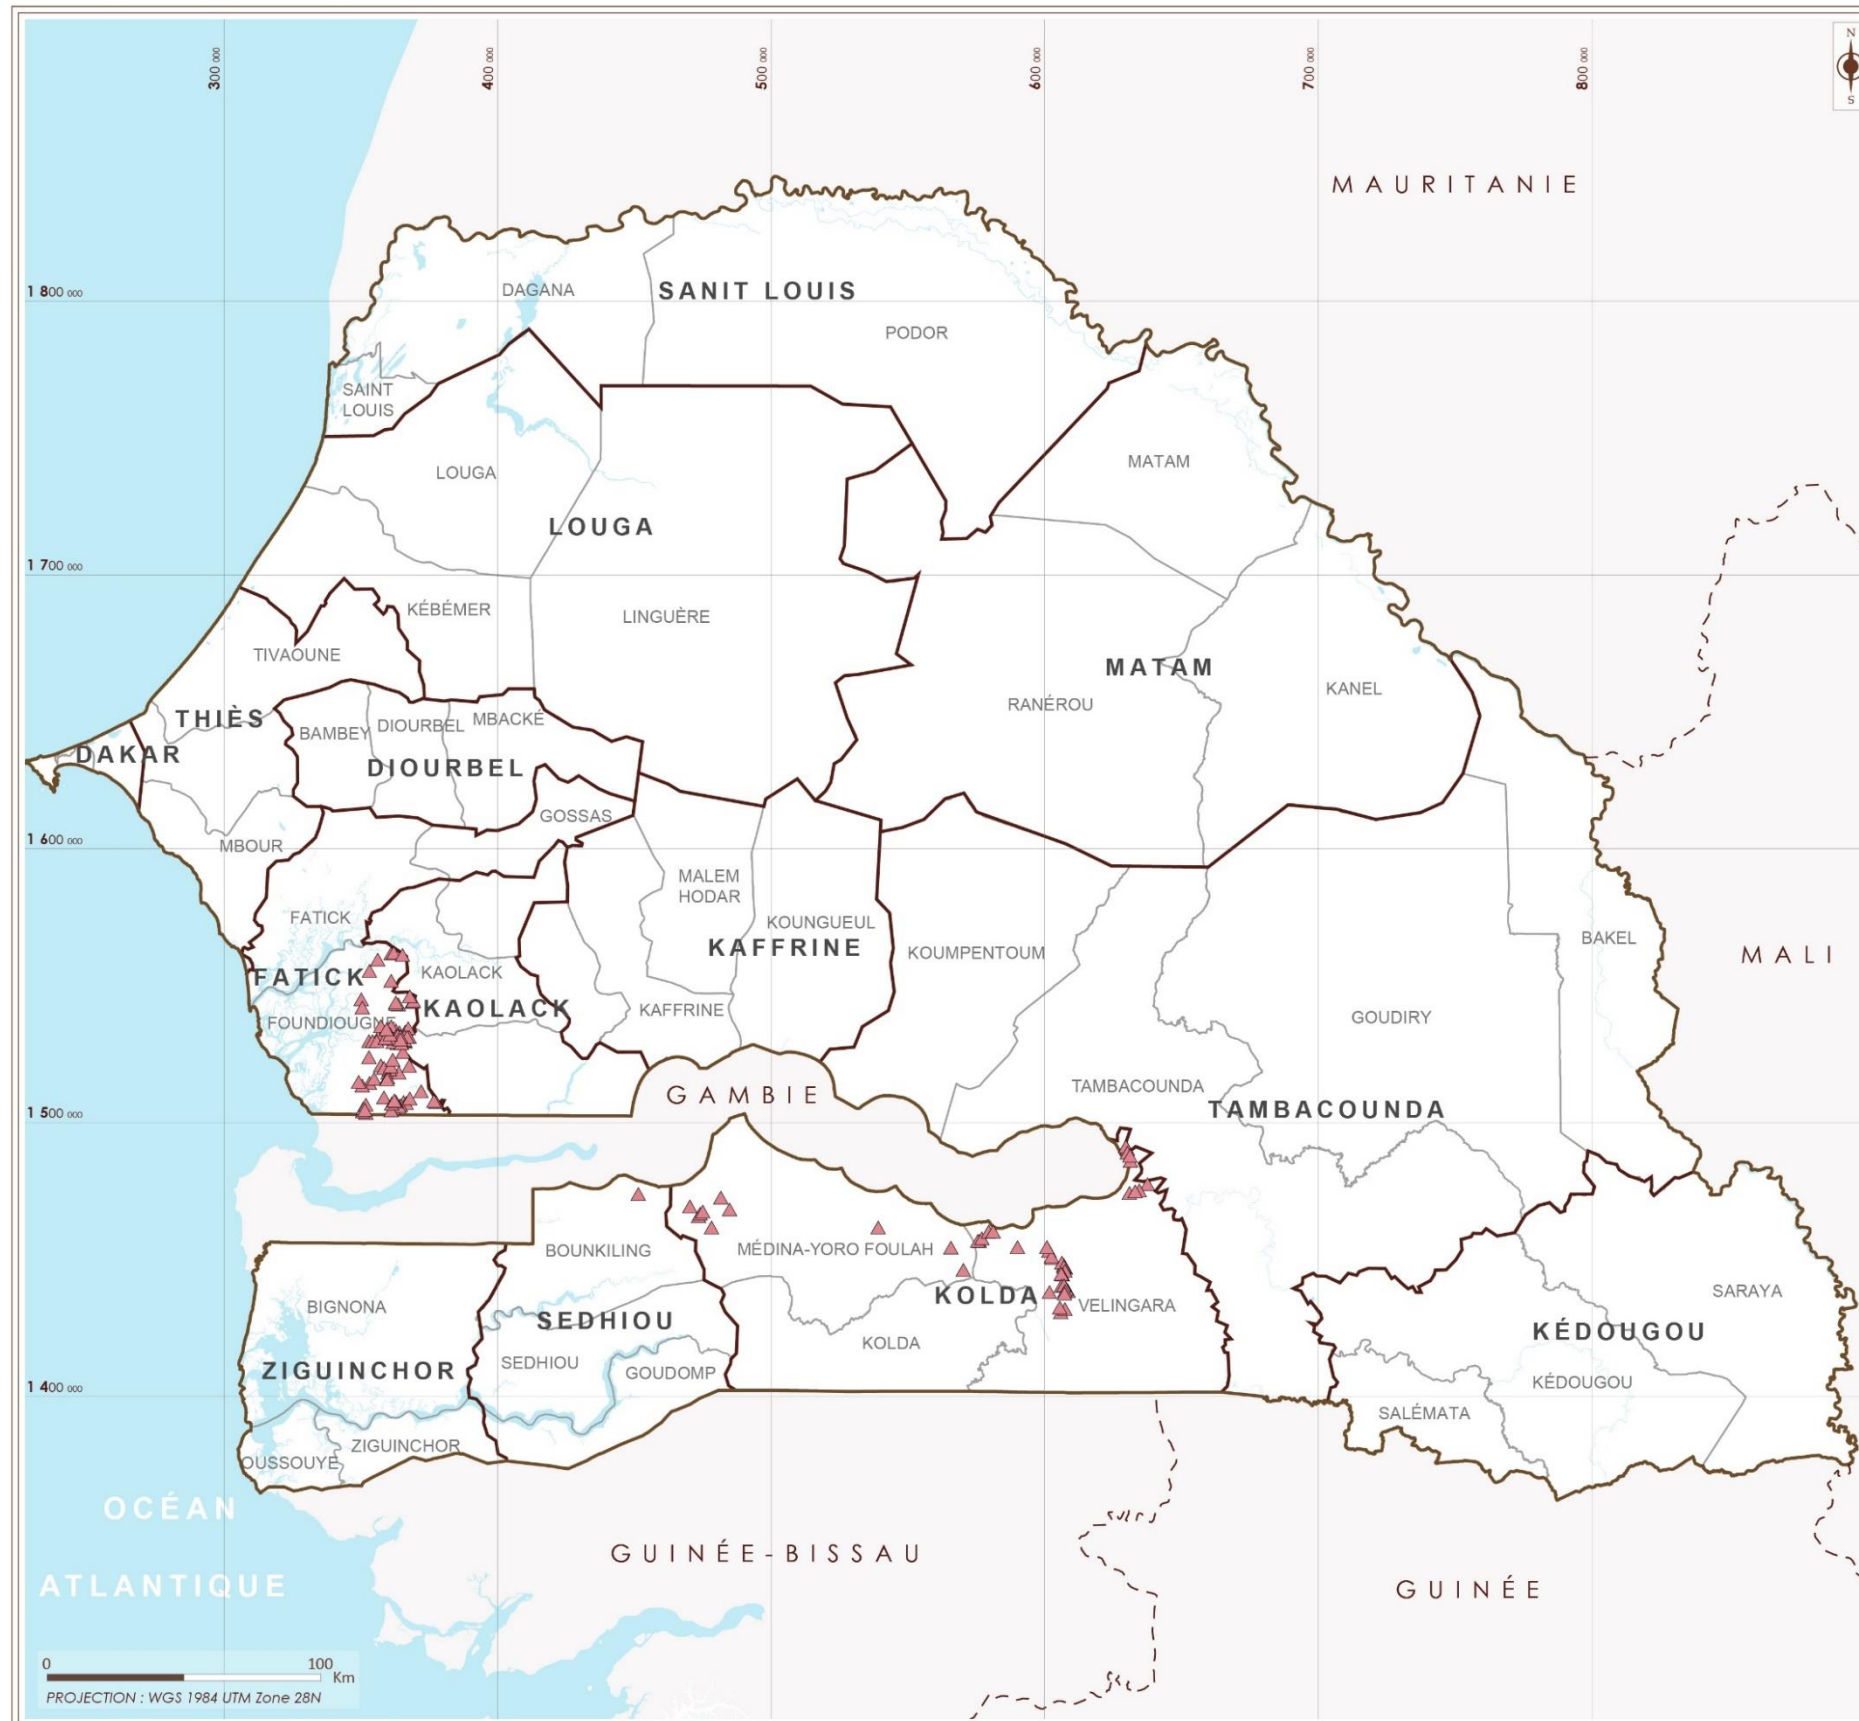 300 000
400 000
500 000
600 000
700 000
800 000
N
S
MAURITANIE
1 800 000
DAGANA
SANIT LOUIS
PODOR
SAINT
LOUIS
MATAM
LOUGA
LOUGA
1 700 000
KÉBÉMER
LINGUÈRE
TIVAOUNE
MATAM
KANEL
RANÉROU
THIÈS
BAMBEY
DIOURBEL
MBACKÉ
DAKAR
DIOURBEL
GOSSAS
1 600 000
MBOUR
MALEM
HODAR
FATICK
KOUNGUEUL
BAKEL
KAFFRINE
KOUMPENTOUM
MALI
FATICK
KAOLACK
KAOLACK
KAFFRINE
FOUNDIOUGNE
GOUDIRY
TAMBACOUNDA
GAMBIE
TAMBACOUNDA
1 500 000
BOUNKILING
MÉDINA-YORO FOULAH
SARAYA
BIGNONA
KOLDA
VELINGARA
SEDHIOU
KÉDOUGOU
KOLDA
SEDHIOU
ZIGUINCHOR
GOUDOMP
KÉDOUGOU
1 400 000
SALÉMATA
ZIGUINCHOR
OUSSOUYE
OCÉAN
ATLANTIQUE
GUINÉE-BISSAU
GUINÉE
0
100
Km
PROJECTION : WGS 1984 UTM Zone 28N